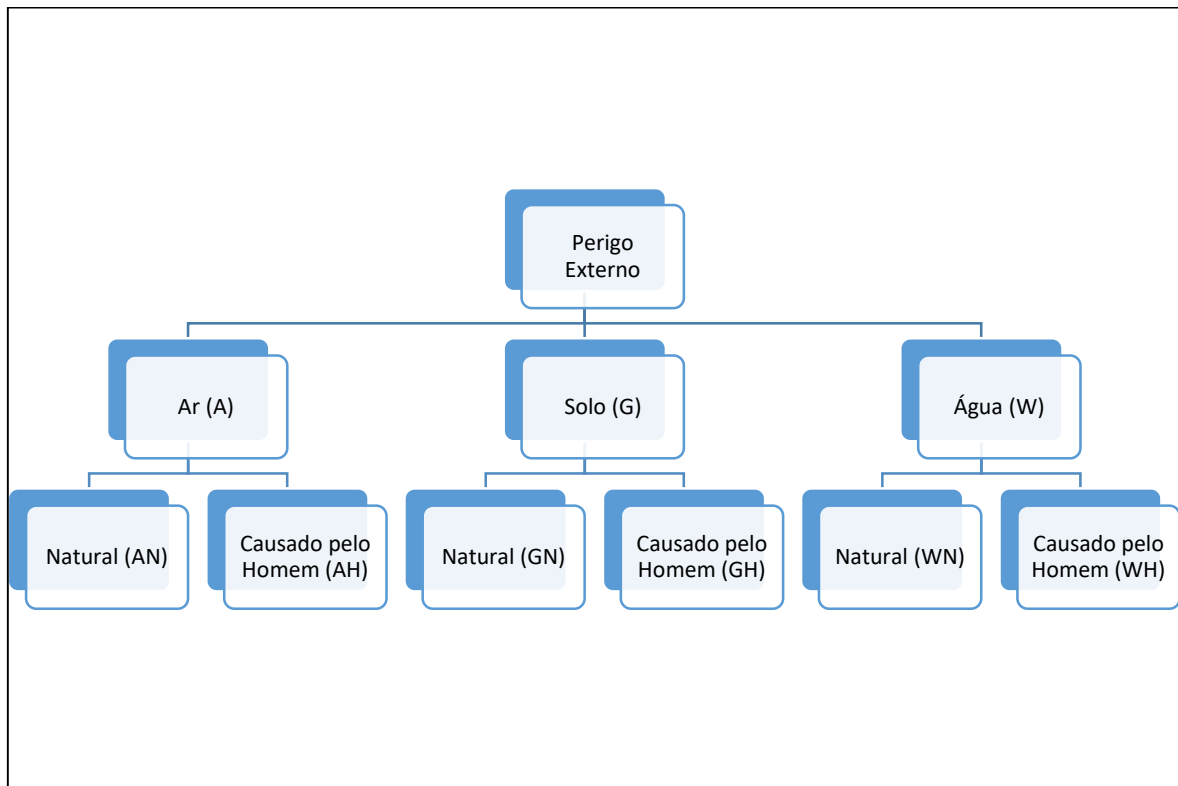 Perigo
Externo
Ar (A)
Solo (G)
Água (W)
Natural (AN)
Causado pelo
Homem (AH)
Natural (GN)
Causado pelo
Homem (GH)
Natural (WN)
Causado pelo
Homem (WH)